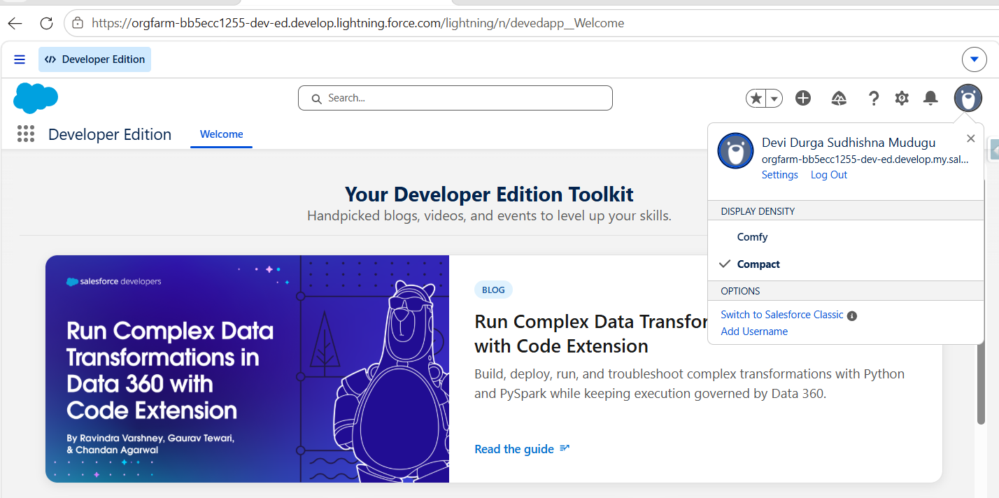 https://orgfarm-bb5ecc1255-dev-ed.develop.lightning.force.com/lightning/n/devedapp__Welcome
Developer Edition
Search...
Developer Edition
Welcome
Devi Durga Sudhishna Mudugu
orgfarm-bb5ecc1255-dev-ed.develop.my.sal...
Settings Log Out
DISPLAY DENSITY
Comfy
Compact
OPTIONS
Switch to Salesforce Classic
Add Username
Your Developer Edition Toolkit
Handpicked blogs, videos, and events to level up your skills.
salesforce developers
Run Complex Data
Transformations in
Data 360 with
Code Extension
By Ravindra Varshney, Gaurav Tewari,
& Chandan Agarwal
BLOG
Run Complex Data Transfor
with Code Extension
Build, deploy, run, and troubleshoot complex transformations with Python
and PySpark while keeping execution governed by Data 360.
Read the guide